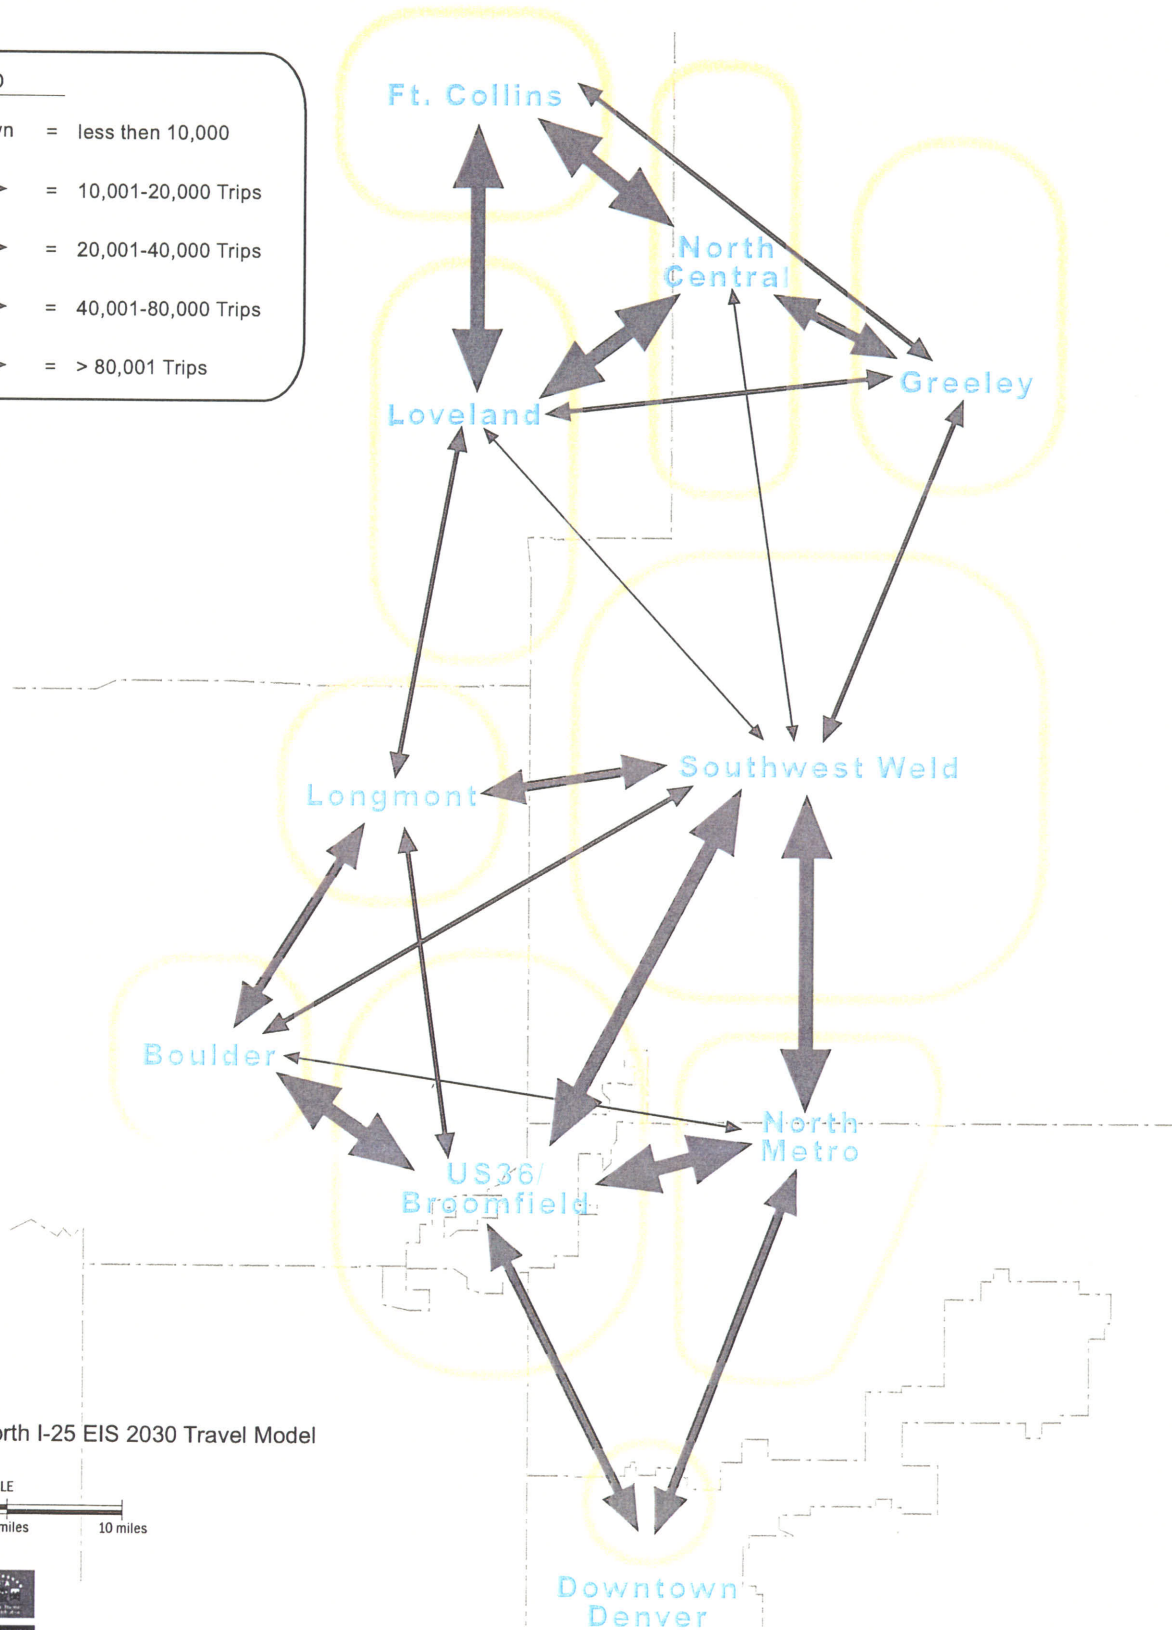 = less then 10,000
= 10,001-20,000 Trips
= 20,001-40,000 Trips
= 40,001-80,000 Trips
= > 80,001 Trips
Ft. Collins
North
Central
Greeley
Loveland
Southwest Weld
Longmont
Boulder
North
Metro
US36/
Broomfield
I-25 EIS 2030 Travel Model
miles 10 miles
Downtown
Denver